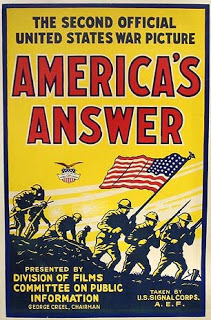 THE SECOND OFFICIAL
UNITED STATES WAR PICTURE
AMERICA'S
ANSWER
PRESENTED BY
DIVISION OF FILMS
COMMITTEE ON PUBLIC
INFORMATION
GEORGE CREEL, CHAIRMAN
TAKEN BY
U.S. SIGNAL CORPS,
A.E.F.